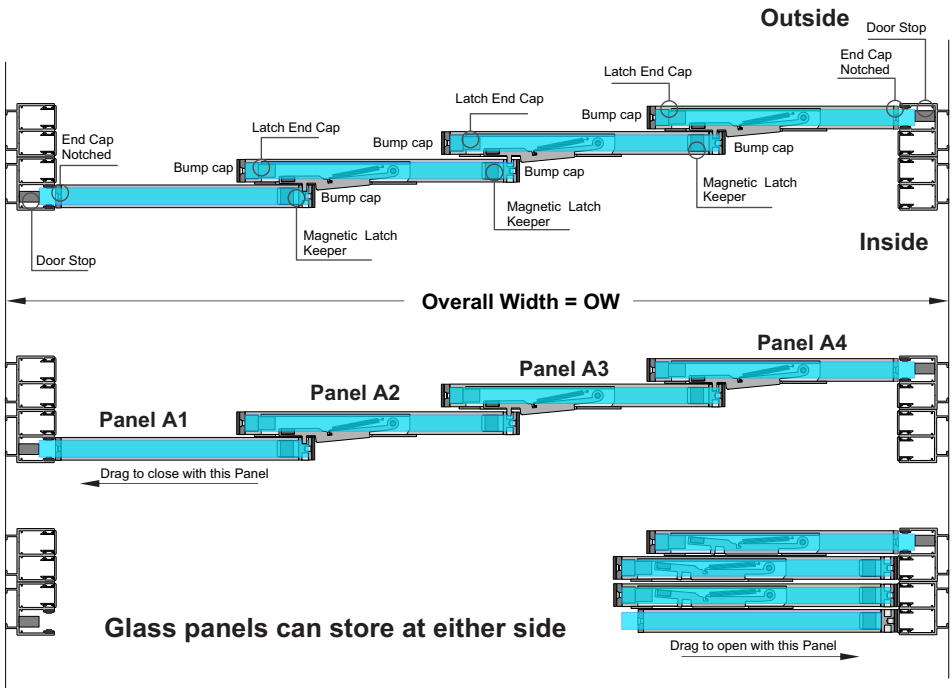 Outside
Door Stop
End Cap
Notched
Latch End Cap
Bump cap
Latch End Cap
Bump cap
Bump cap
Latch End Cap
Bump cap
End Cap
Notched
Bump cap
Bump cap
Magnetic Latch
Keeper
Magnetic Latch
Keeper
Magnetic Latch
Keeper
Door Stop
Inside
Overall Width = OW
Panel A4
Panel A3
Panel A2
Panel A1
Drag to close with this Panel
Glass panels can store at either side
Drag to open with this Panel